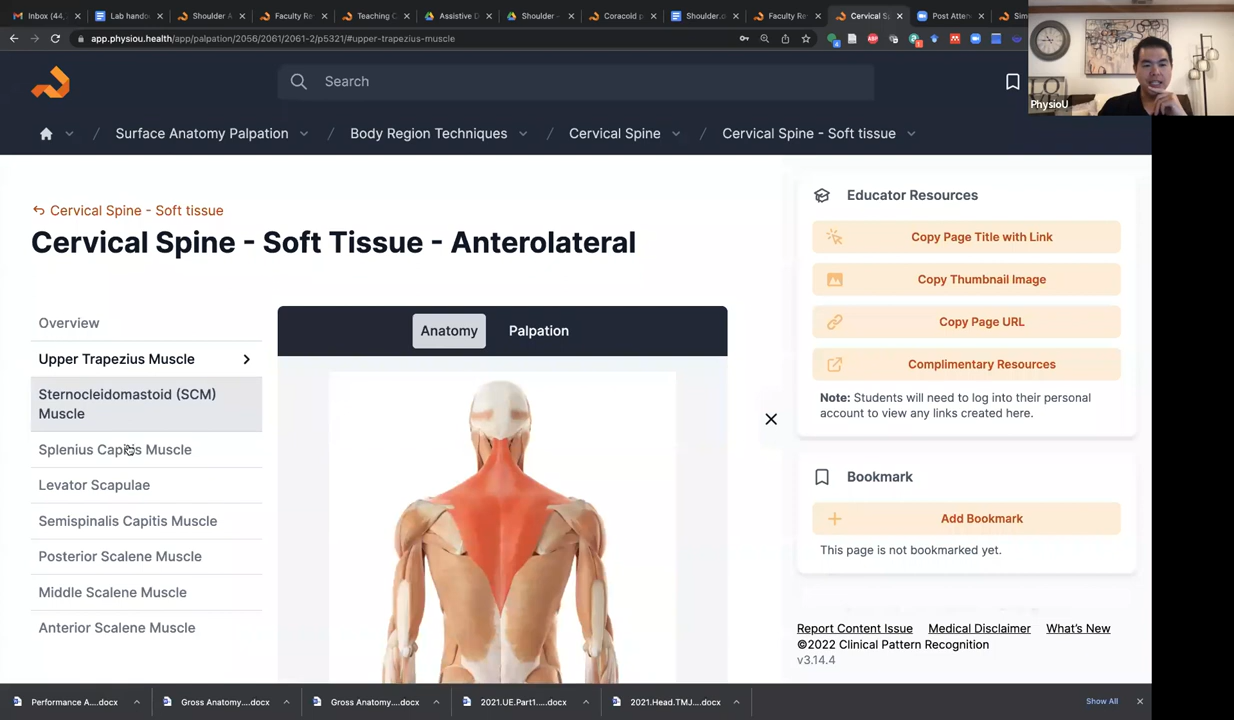 Inbox (44,
Lab hando
Shoulder A
Faculty Re
Teaching C
Assistive D
Shoulder -
Coracoid p
Shoulder.d
Faculty Re
Cervical Sp
Post Atten
Sim
app.physiou.health/app/palpation/2056/2061/2061-2/p5321/#upper-trapezius-muscle
PhysioU
Search
Surface Anatomy Palpation
Body Region Techniques
Cervical Spine
Cervical Spine - Soft tissue
Cervical Spine - Soft tissue
Cervical Spine - Soft Tissue - Anterolateral
Overview
Upper Trapezius Muscle
Sternocleidomastoid (SCM)
Muscle
Splenius Capitis Muscle
Levator Scapulae
Semispinalis Capitis Muscle
Posterior Scalene Muscle
Middle Scalene Muscle
Anterior Scalene Muscle
Anatomy
Palpation
Educator Resources
Copy Page Title with Link
Copy Thumbnail Image
Copy Page URL
Complimentary Resources
Note: Students will need to log into their personal
account to view any links created here.
Bookmark
Add Bookmark
This page is not bookmarked yet.
Report Content Issue
Medical Disclaimer
What's New
©2022 Clinical Pattern Recognition
v3.14.4
Performance A....docx
Gross Anatomy....docx
Gross Anatomy....docx
2021.UE.Part1.....docx
2021.Head.TMJ....docx
Show All